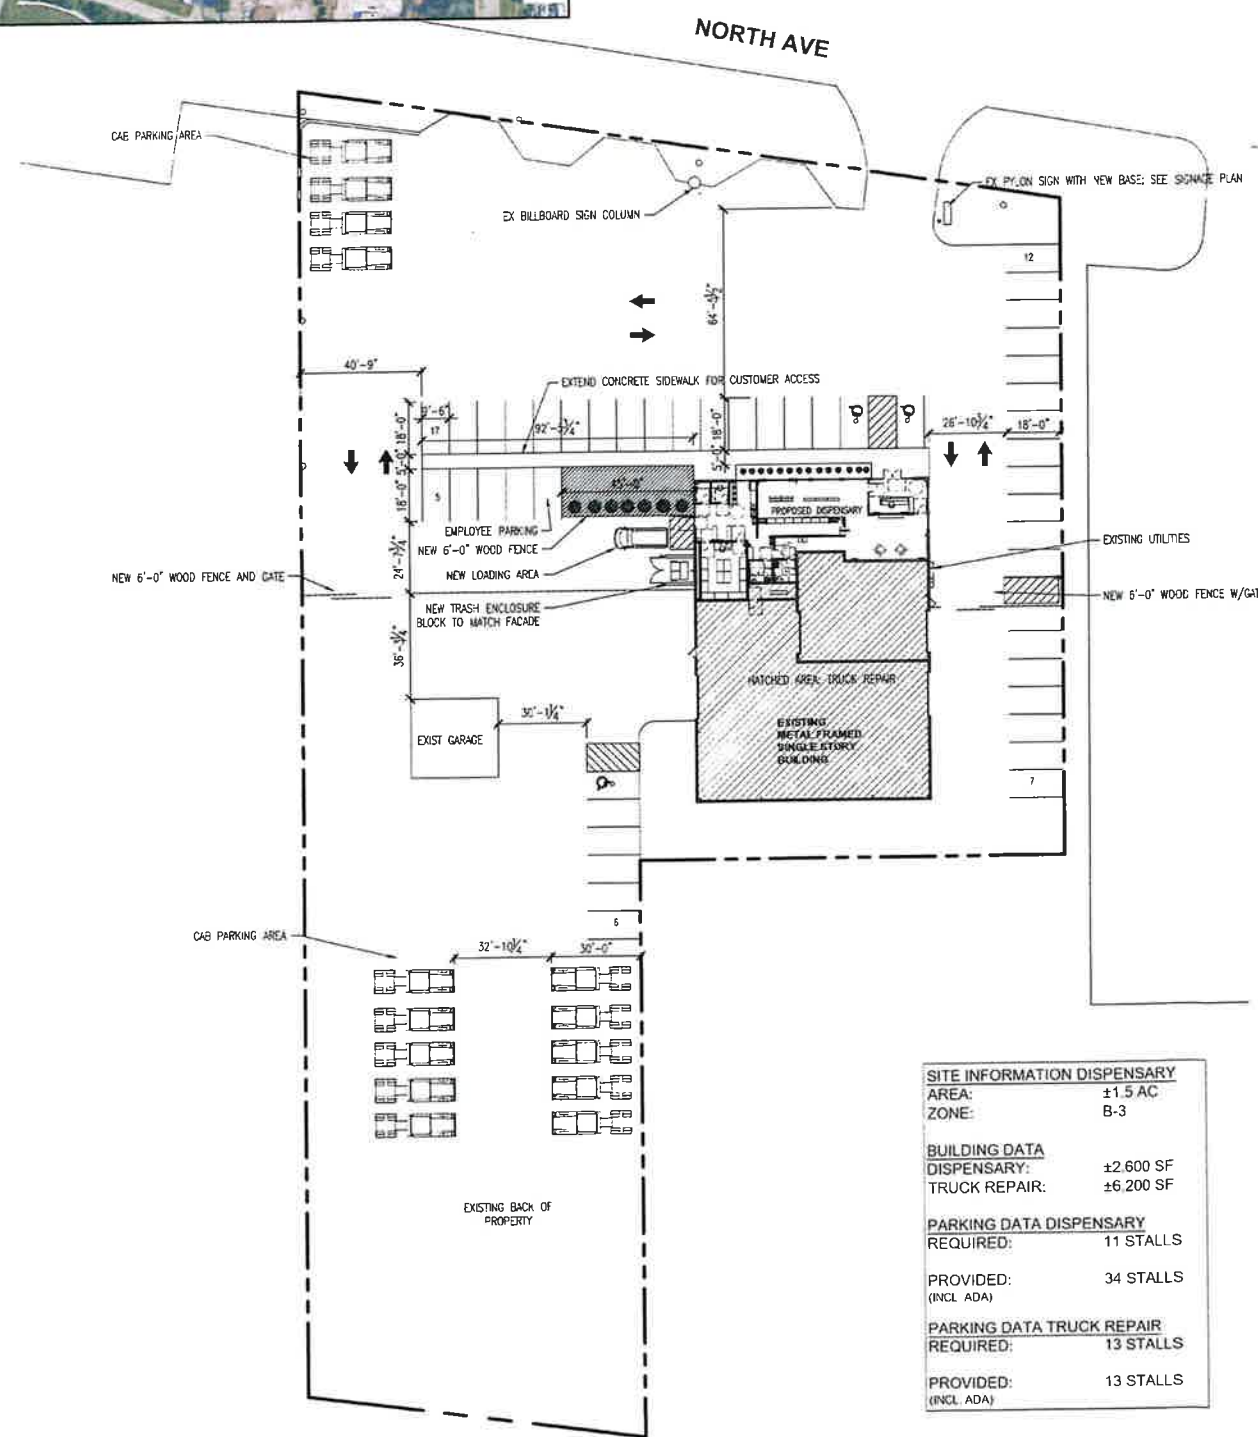 NORTH AVE
CAB PARKING AREA
EX BILLBOARD SIGN COLUMN
EX PYLON SIGN WITH NEW BASE; SEE SIGNAGE PLAN
12
64'-5½"
40'-9"
EXTEND CONCRETE SIDEWALK FOR CUSTOMER ACCESS
9'-6"
17
92'-3¾"
18'-0"
18'-0"
26'-10¾"
18'-0"
5'-0"
5'-0"
18'-0"
5
45'-0"
PROPOSED DISPENSARY
EMPLOYEE PARKING
NEW 6'-0" WOOD FENCE
EXISTING UTILITIES
NEW LOADING AREA
24'-3¾"
NEW 6'-0" WOOD FENCE AND GATE
NEW 6'-0" WOOD FENCE W/GAT
NEW TRASH ENCLOSURE
BLOCK TO MATCH FACADE
36'-3¼"
HATCHED AREA: TRUCK REPAIR
30'-1¼"
EXIST GARAGE
EXISTING
METAL FRAMED
SINGLE STORY
BUILDING
7
6
CAB PARKING AREA
32'-10¼"
30'-0"
EXISTING BACK OF
PROPERTY
SITE INFORMATION DISPENSARY
AREA: ±1.5 AC
ZONE: B-3
BUILDING DATA
DISPENSARY: ±2,600 SF
TRUCK REPAIR: ±6,200 SF
PARKING DATA DISPENSARY
REQUIRED: 11 STALLS
PROVIDED: 34 STALLS
(INCL. ADA)
PARKING DATA TRUCK REPAIR
REQUIRED: 13 STALLS
PROVIDED: 13 STALLS
(INCL. ADA)